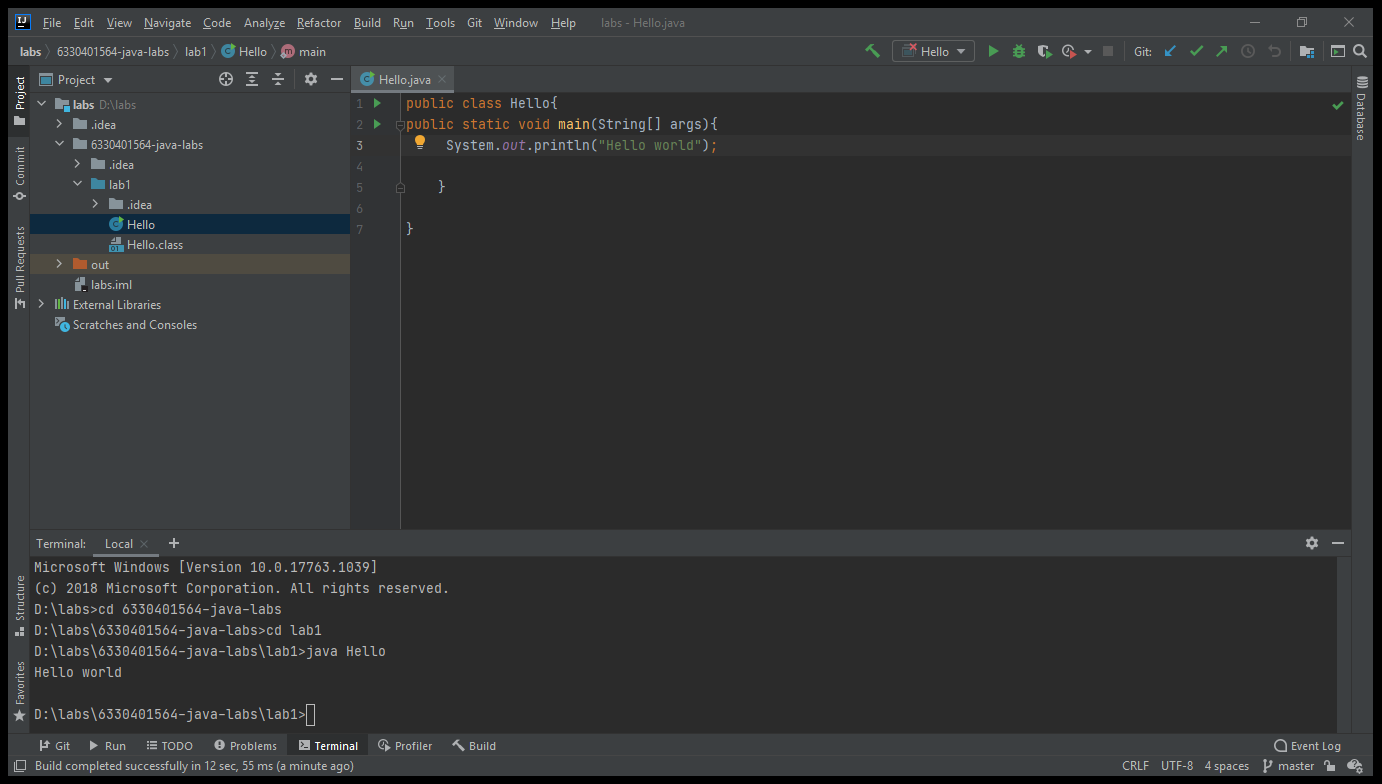 IJ File Edit View Navigate Code Analyze Refactor Build Run Tools Git Window Help labs - Hello.java
labs 6330401564-java-labs lab1 C Hello m main Hello Git:
Project
Hello.java
Project
Commit
Pull Requests
labs D:\labs
.idea
6330401564-java-labs
.idea
lab1
.idea
Hello
Hello.class
out
labs.iml
External Libraries
Scratches and Consoles
1 public class Hello{
2 public static void main(String[] args){
3 System.out.println("Hello world");
4
5 }
6
7 }
Database
Structure
Favorites
Terminal: Local
Microsoft Windows [Version 10.0.17763.1039]
(c) 2018 Microsoft Corporation. All rights reserved.
D:\labs>cd 6330401564-java-labs
D:\labs\6330401564-java-labs>cd lab1
D:\labs\6330401564-java-labs\lab1>java Hello
Hello world
D:\labs\6330401564-java-labs\lab1>
Git Run TODO Problems Terminal Profiler Build Event Log
Build completed successfully in 12 sec, 55 ms (a minute ago) CRLF UTF-8 4 spaces master